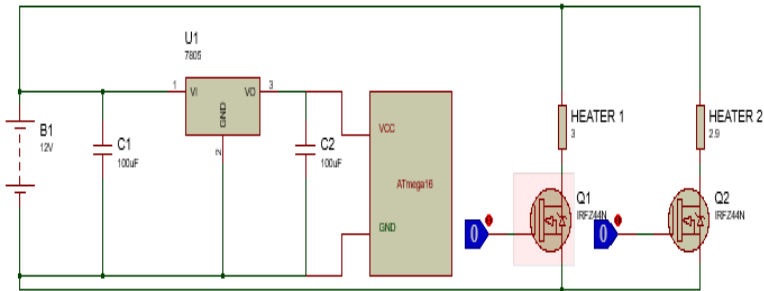 U1
7805
1
VI
VO
3
GND
2
B1
12V
C1
100uF
C2
100uF
VCC
ATmega16
GND
HEATER 1
3
HEATER 2
2.9
Q1
IRFZ44N
0
Q2
IRFZ44N
0